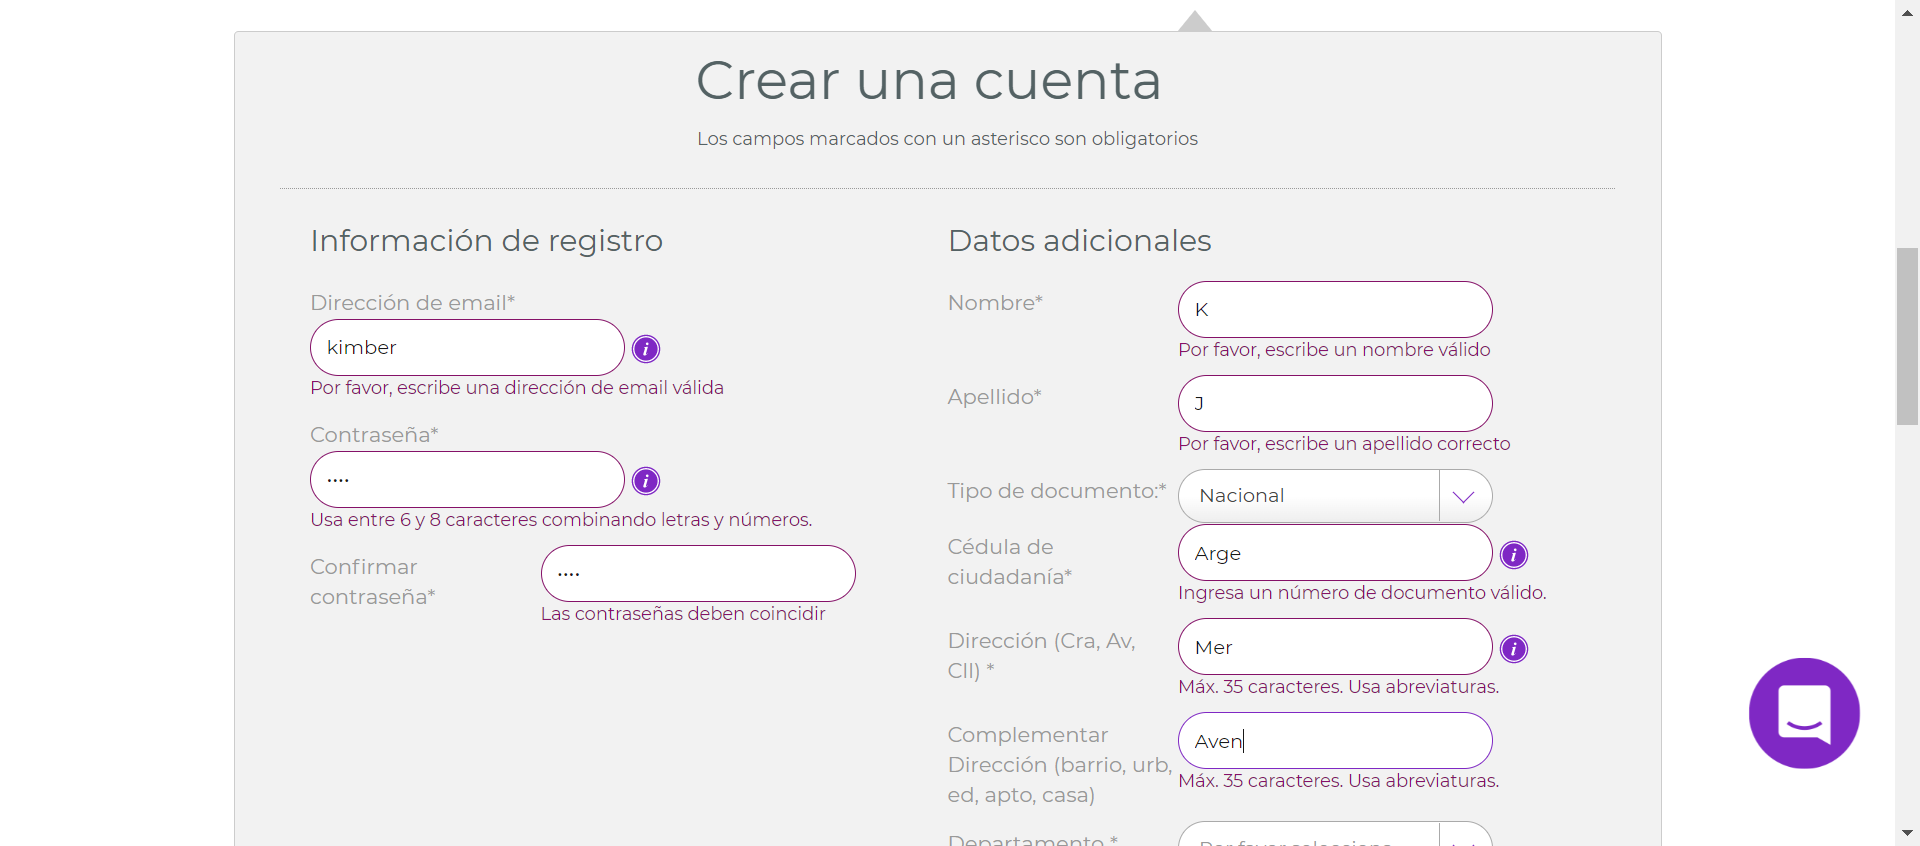 Crear una cuenta
Los campos marcados con un asterisco son obligatorios
Información de registro
Dirección de email*
kimber
Por favor, escribe una dirección de email válida
Contraseña*
••••
Usa entre 6 y 8 caracteres combinando letras y números.
Confirmar
contraseña*
••••
Las contraseñas deben coincidir
Datos adicionales
Nombre*
K
Por favor, escribe un nombre válido
Apellido*
J
Por favor, escribe un apellido correcto
Tipo de documento:*
Nacional
Cédula de
ciudadanía*
Arge
Ingresa un número de documento válido.
Dirección (Cra, Av,
Cll) *
Mer
Máx. 35 caracteres. Usa abreviaturas.
Complementar
Dirección (barrio, urb,
ed, apto, casa)
Aven
Máx. 35 caracteres. Usa abreviaturas.
Departamento *
Por favor selecciona